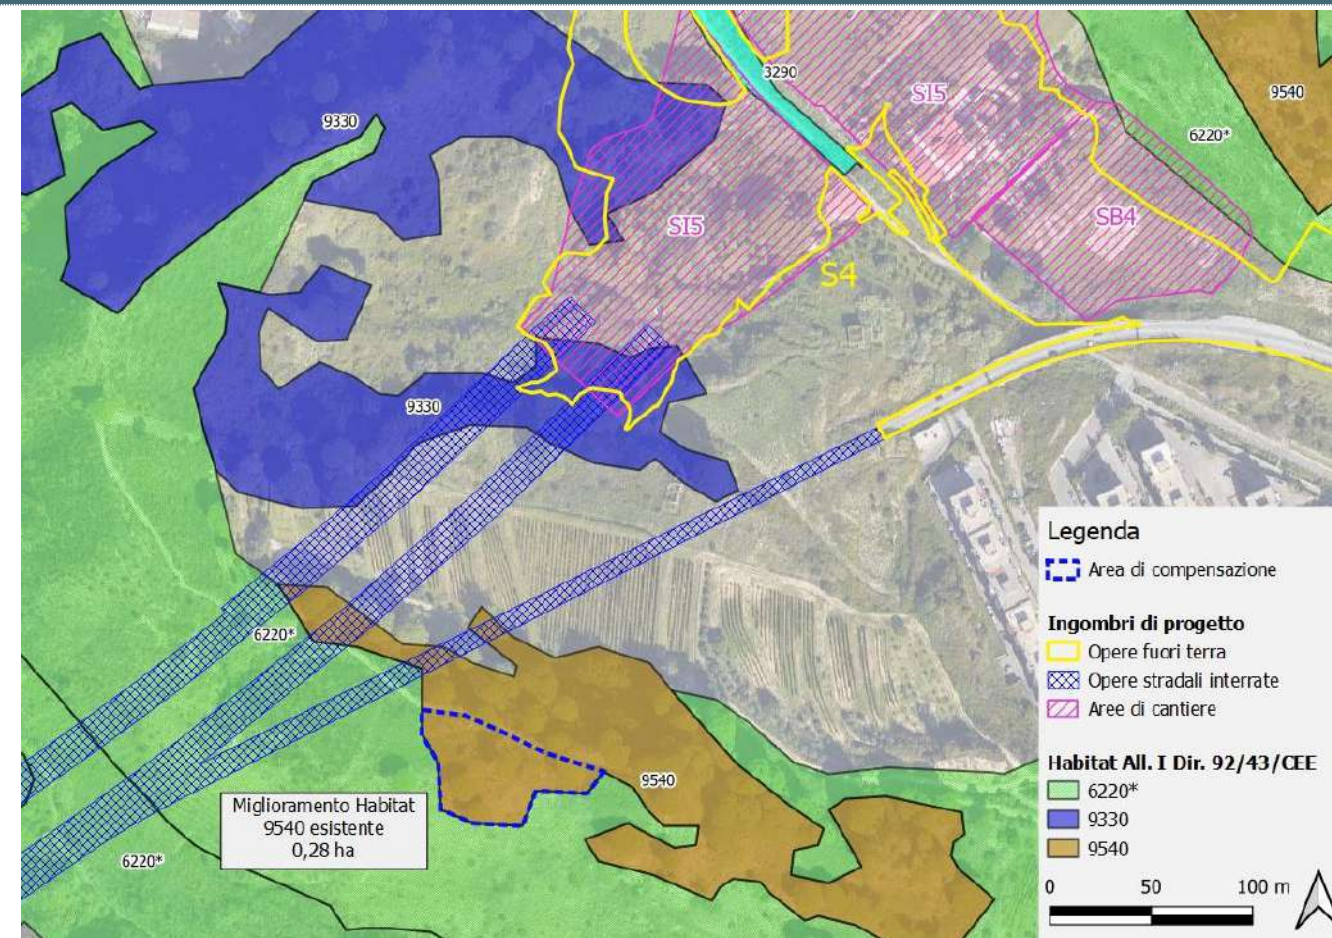 3290
9540
SI5
9330
6220*
SB4
SI5
S4
9330
6220*
9540
Miglioramento Habitat
9540 esistente
0,28 ha
6220*
Legenda
Area di compensazione
Ingombri di progetto
Opere fuori terra
Opere stradali interrate
Aree di cantiere
Habitat All. I Dir. 92/43/CEE
6220*
9330
9540
0 50 100 m